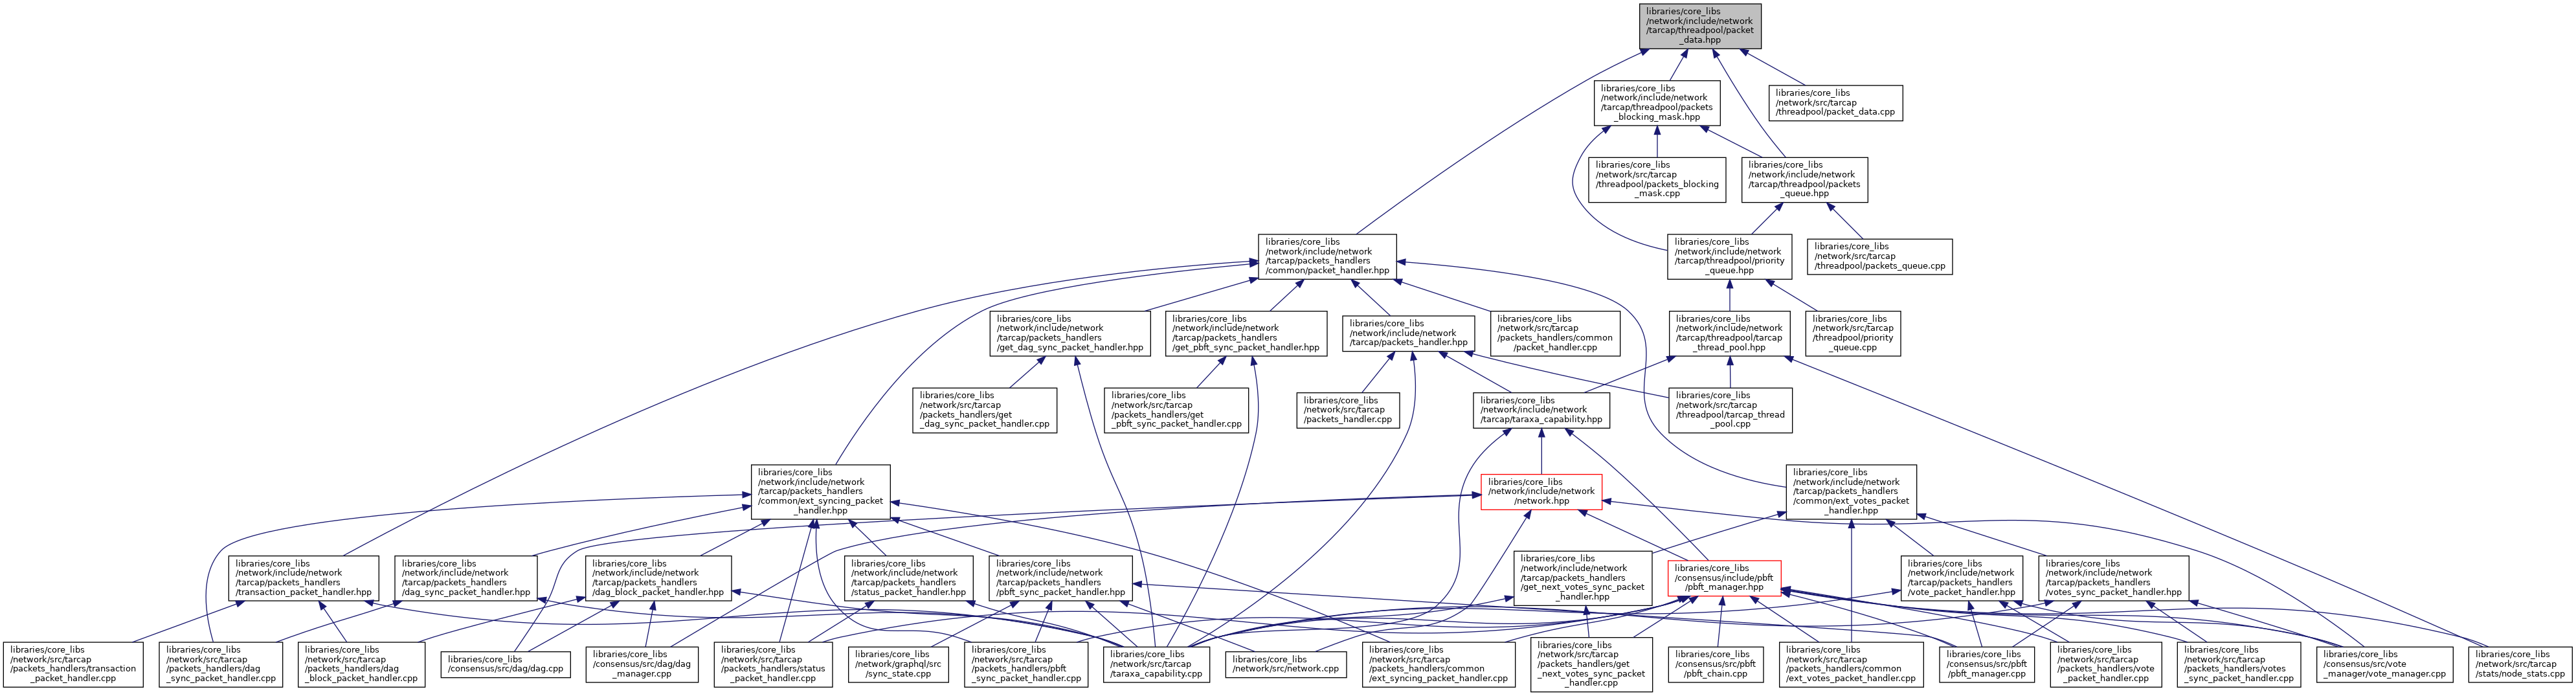 libraries/core_libs
/network/include/network
/tarcap/threadpool/packet
_data.hpp
libraries/core_libs
/network/include/network
/tarcap/threadpool/packets
_blocking_mask.hpp
libraries/core_libs
/network/src/tarcap
/threadpool/packet_data.cpp
libraries/core_libs
/network/src/tarcap
/threadpool/packets_blocking
_mask.cpp
libraries/core_libs
/network/include/network
/tarcap/threadpool/packets
_queue.hpp
libraries/core_libs
/network/include/network
/tarcap/packets_handlers
/common/packet_handler.hpp
libraries/core_libs
/network/include/network
/tarcap/threadpool/priority
_queue.hpp
libraries/core_libs
/network/src/tarcap
/threadpool/packets_queue.cpp
libraries/core_libs
/network/include/network
/tarcap/packets_handlers
/get_dag_sync_packet_handler.hpp
libraries/core_libs
/network/include/network
/tarcap/packets_handlers
/get_pbft_sync_packet_handler.hpp
libraries/core_libs
/network/include/network
/tarcap/packets_handler.hpp
libraries/core_libs
/network/src/tarcap
/packets_handlers/common
/packet_handler.cpp
libraries/core_libs
/network/include/network
/tarcap/threadpool/tarcap
_thread_pool.hpp
libraries/core_libs
/network/src/tarcap
/threadpool/priority
_queue.cpp
libraries/core_libs
/network/src/tarcap
/packets_handlers/get
_dag_sync_packet_handler.cpp
libraries/core_libs
/network/src/tarcap
/packets_handlers/get
_pbft_sync_packet_handler.cpp
libraries/core_libs
/network/src/tarcap
/packets_handler.cpp
libraries/core_libs
/network/include/network
/tarcap/taraxa_capability.hpp
libraries/core_libs
/network/src/tarcap
/threadpool/tarcap_thread
_pool.cpp
libraries/core_libs
/network/include/network
/tarcap/packets_handlers
/common/ext_syncing_packet
_handler.hpp
libraries/core_libs
/network/include/network
/network.hpp
libraries/core_libs
/network/include/network
/tarcap/packets_handlers
/common/ext_votes_packet
_handler.hpp
libraries/core_libs
/network/include/network
/tarcap/packets_handlers
/transaction_packet_handler.hpp
libraries/core_libs
/network/include/network
/tarcap/packets_handlers
/dag_sync_packet_handler.hpp
libraries/core_libs
/network/include/network
/tarcap/packets_handlers
/dag_block_packet_handler.hpp
libraries/core_libs
/network/include/network
/tarcap/packets_handlers
/status_packet_handler.hpp
libraries/core_libs
/network/include/network
/tarcap/packets_handlers
/pbft_sync_packet_handler.hpp
libraries/core_libs
/network/include/network
/tarcap/packets_handlers
/get_next_votes_sync_packet
_handler.hpp
libraries/core_libs
/consensus/include/pbft
/pbft_manager.hpp
libraries/core_libs
/network/include/network
/tarcap/packets_handlers
/vote_packet_handler.hpp
libraries/core_libs
/network/include/network
/tarcap/packets_handlers
/votes_sync_packet_handler.hpp
libraries/core_libs
/network/src/tarcap
/packets_handlers/transaction
_packet_handler.cpp
libraries/core_libs
/network/src/tarcap
/packets_handlers/dag
_sync_packet_handler.cpp
libraries/core_libs
/network/src/tarcap
/packets_handlers/dag
_block_packet_handler.cpp
libraries/core_libs
/consensus/src/dag/dag.cpp
libraries/core_libs
/consensus/src/dag/dag
_manager.cpp
libraries/core_libs
/network/src/tarcap
/packets_handlers/status
_packet_handler.cpp
libraries/core_libs
/network/graphql/src
/sync_state.cpp
libraries/core_libs
/network/src/tarcap
/packets_handlers/pbft
_sync_packet_handler.cpp
libraries/core_libs
/network/src/tarcap
/taraxa_capability.cpp
libraries/core_libs
/network/src/network.cpp
libraries/core_libs
/network/src/tarcap
/packets_handlers/common
/ext_syncing_packet_handler.cpp
libraries/core_libs
/network/src/tarcap
/packets_handlers/get
_next_votes_sync_packet
_handler.cpp
libraries/core_libs
/consensus/src/pbft
/pbft_chain.cpp
libraries/core_libs
/network/src/tarcap
/packets_handlers/common
/ext_votes_packet_handler.cpp
libraries/core_libs
/consensus/src/pbft
/pbft_manager.cpp
libraries/core_libs
/network/src/tarcap
/packets_handlers/vote
_packet_handler.cpp
libraries/core_libs
/network/src/tarcap
/packets_handlers/votes
_sync_packet_handler.cpp
libraries/core_libs
/consensus/src/vote
_manager/vote_manager.cpp
libraries/core_libs
/network/src/tarcap
/stats/node_stats.cpp